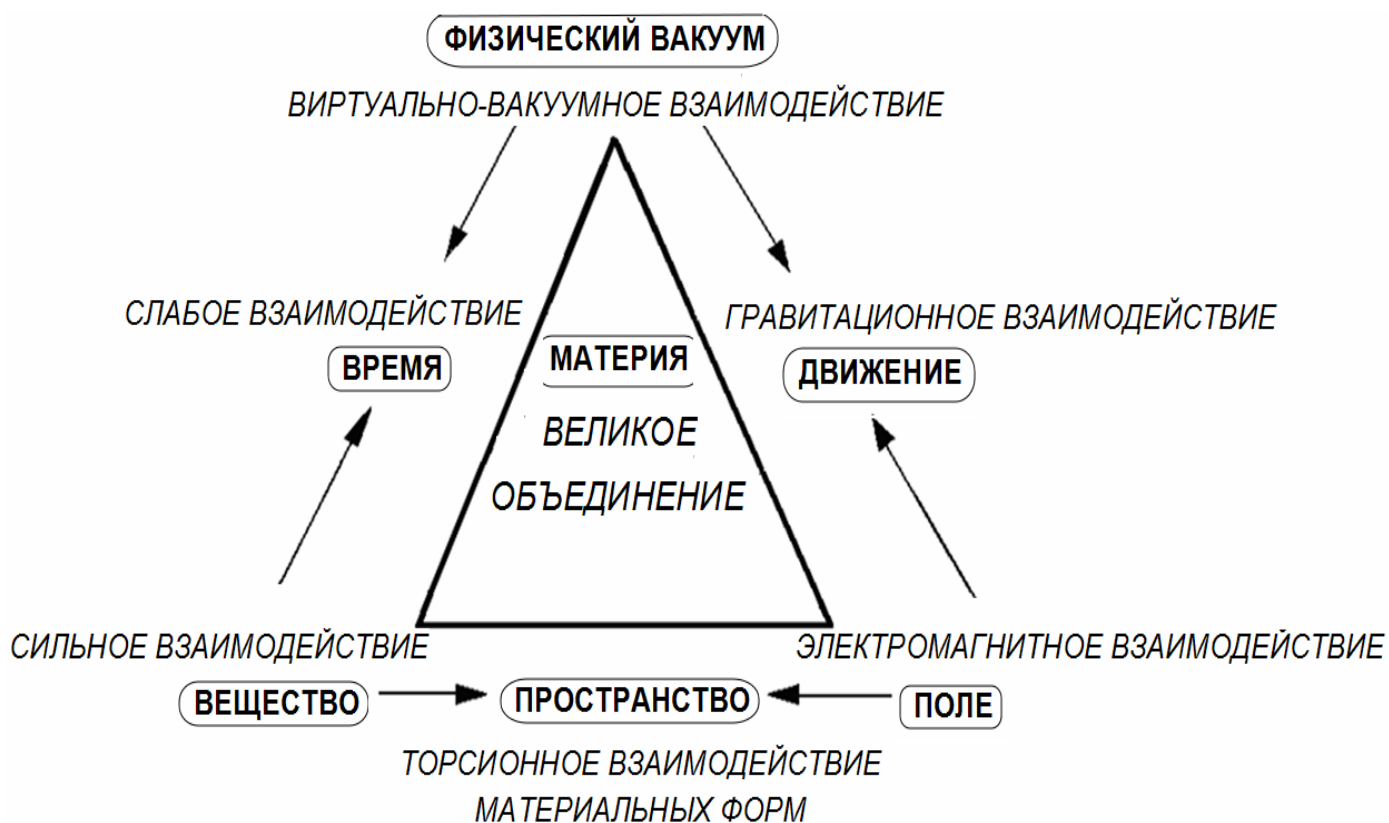 ФИЗИЧЕСКИЙ ВАКУУМ
ВИРТУАЛЬНО-ВАКУУМНОЕ ВЗАИМОДЕЙСТВИЕ
СЛАБОЕ ВЗАИМОДЕЙСТВИЕ
ВРЕМЯ
ГРАВИТАЦИОННОЕ ВЗАИМОДЕЙСТВИЕ
ДВИЖЕНИЕ
МАТЕРИЯ
ВЕЛИКОЕ
ОБЪЕДИНЕНИЕ
СИЛЬНОЕ ВЗАИМОДЕЙСТВИЕ
ВЕЩЕСТВО
ПРОСТРАНСТВО
ЭЛЕКТРОМАГНИТНОЕ ВЗАИМОДЕЙСТВИЕ
ПОЛЕ
ТОРСИОННОЕ ВЗАИМОДЕЙСТВИЕ
МАТЕРИАЛЬНЫХ ФОРМ